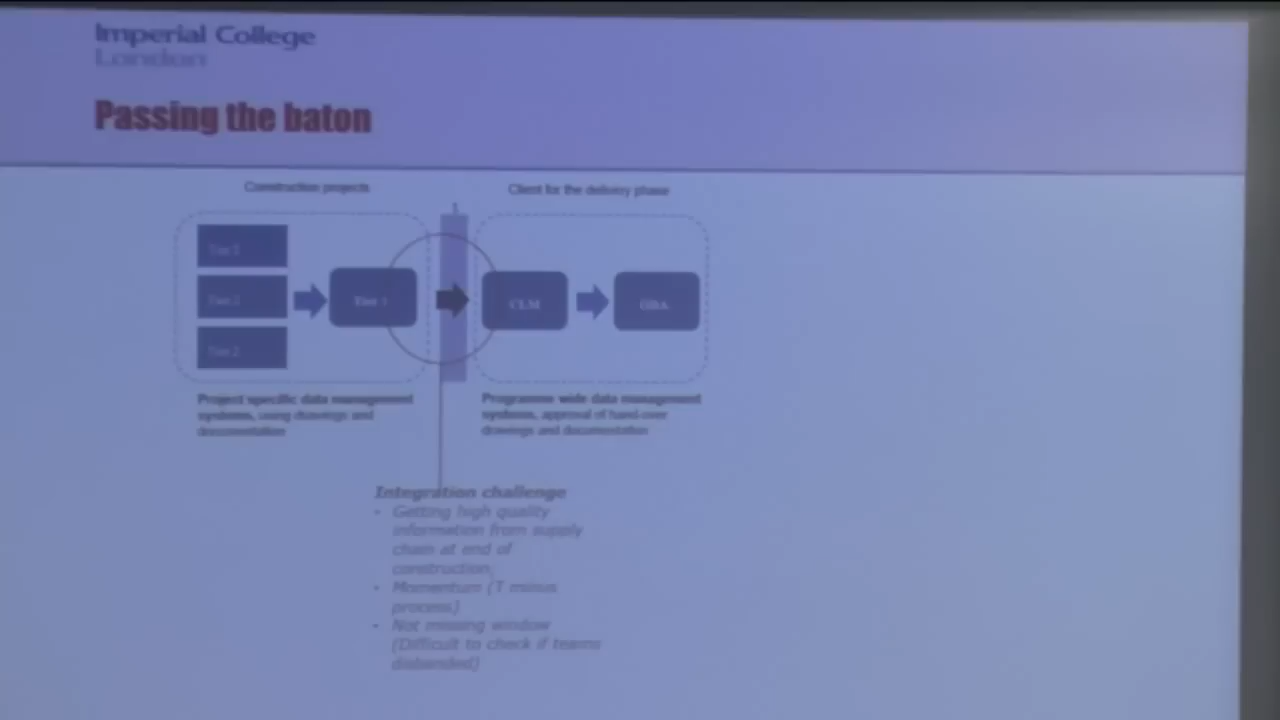 Imperial College
London
Passing the baton
Construction projects
Client for the delivery phase
1
Tier 2
Tier 2
Tier 2
Tier 1
CLM
ODA
Project specific data management
systems, using drawings and
documentation
Programme wide data management
systems, approval of hand-over
drawings and documentation
Integration challenge
- Getting high quality
information from supply
chain at end of
construction,
- Momentum (T minus
process)
- Not missing window
(Difficult to check if teams
disbanded)